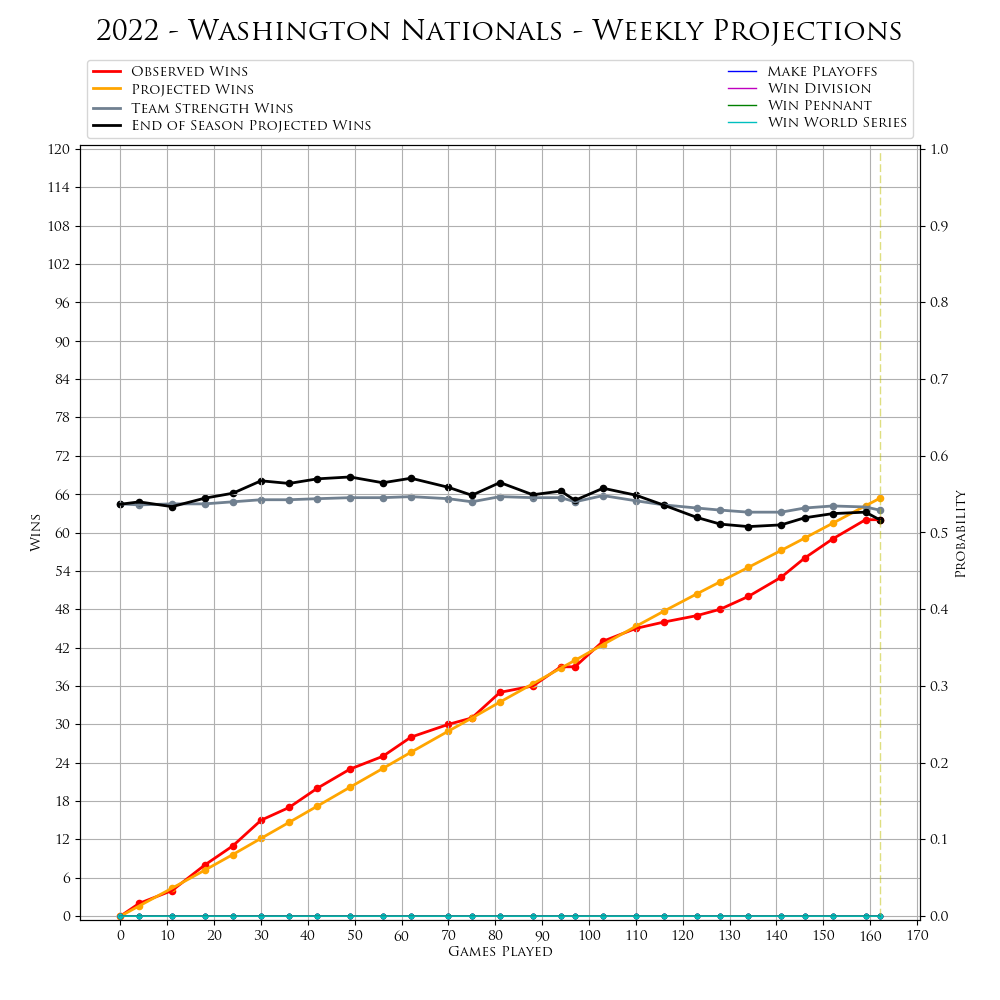 2022 - Washington Nationals - Weekly Projections
Observed Wins
Projected Wins
Team Strength Wins
End of Season Projected Wins
Make Playoffs
Win Division
Win Pennant
Win World Series
120
114
108
102
96
90
84
78
72
66
60
54
48
42
36
30
24
18
12
6
0
Wins
1.0
0.9
0.8
0.7
0.6
0.5
0.4
0.3
0.2
0.1
0.0
Probability
0 10 20 30 40 50 60 70 80 90 100 110 120 130 140 150 160 170
Games Played